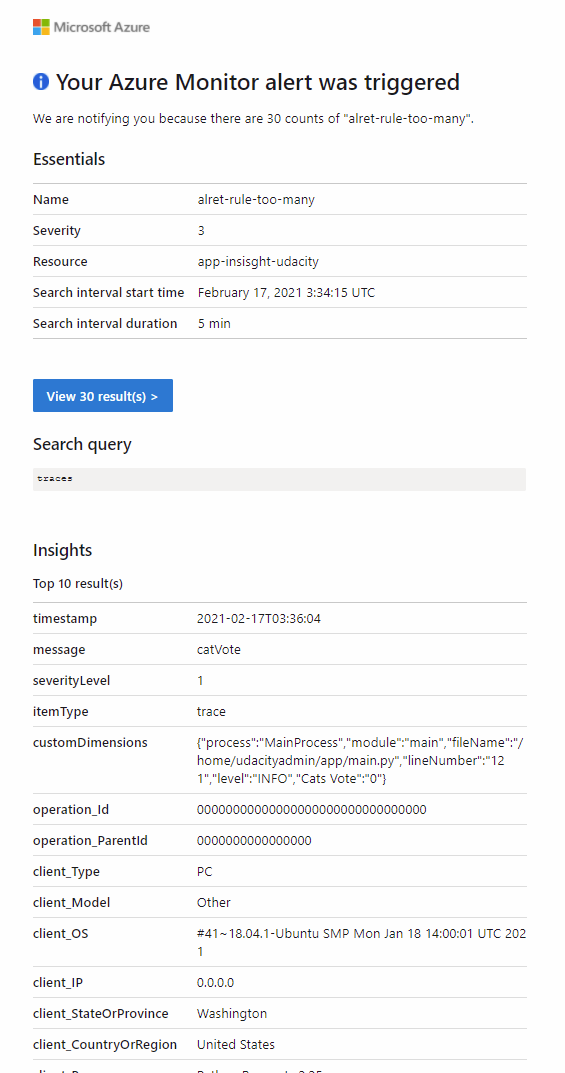 Microsoft Azure
Your Azure Monitor alert was triggered
We are notifying you because there are 30 counts of "alret-rule-too-many".
Essentials
Name alret-rule-too-many
Severity 3
Resource app-insisght-udacity
Search interval start time February 17, 2021 3:34:15 UTC
Search interval duration 5 min
View 30 result(s) >
Search query
traces
Insights
Top 10 result(s)
timestamp 2021-02-17T03:36:04
message catVote
severityLevel 1
itemType trace
customDimensions {"process":"MainProcess","module":"main","fileName":"/
home/udacityadmin/app/main.py","lineNumber":"12
1","level":"INFO","Cats Vote":"0"}
operation_Id 00000000000000000000000000000000
operation_ParentId 0000000000000000
client_Type PC
client_Model Other
client_OS #41~18.04.1-Ubuntu SMP Mon Jan 18 14:00:01 UTC 202
1
client_IP 0.0.0.0
client_StateOrProvince Washington
client_CountryOrRegion United States